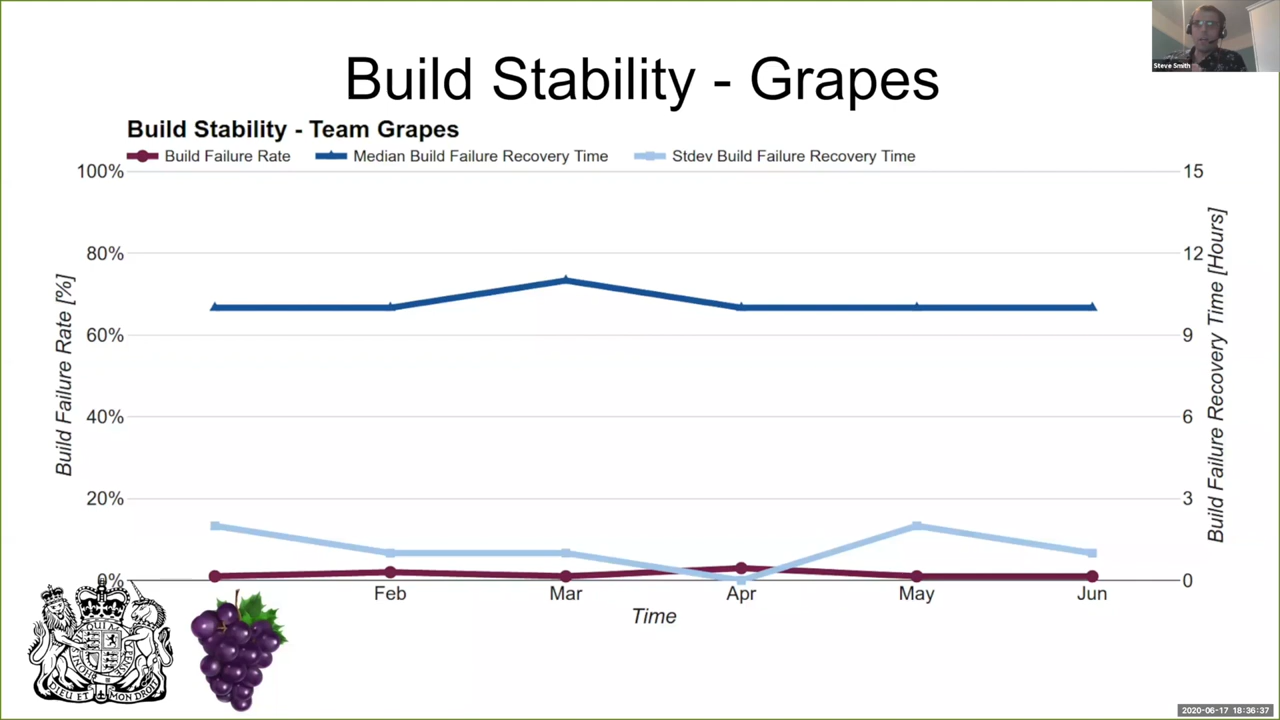 Steve Smith
Build Stability - Grapes
Build Stability - Team Grapes
Build Failure Rate Median Build Failure Recovery Time Stdev Build Failure Recovery Time
100% 15
80% 12
60% 9
40% 6
20% 3
0% 0
Build Failure Rate [%]
Build Failure Recovery Time [Hours]
Feb Mar Apr May Jun
Time
DIEU ET MON DROIT
2020-06-17 18:36:37